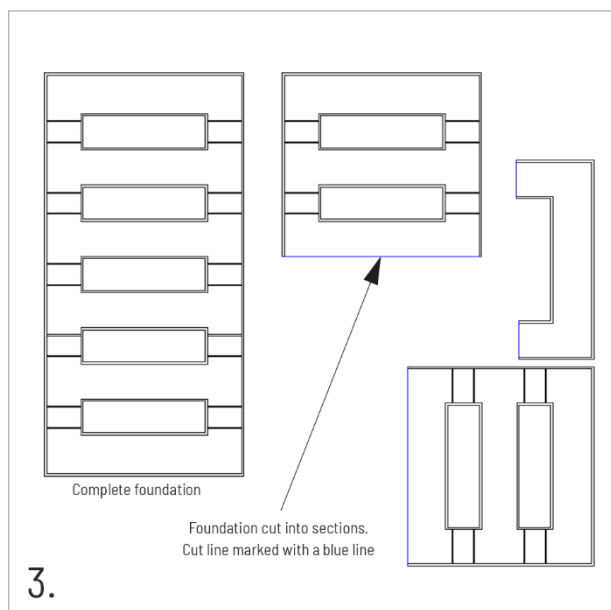 Complete foundation
Foundation cut into sections.
Cut line marked with a blue line
3.